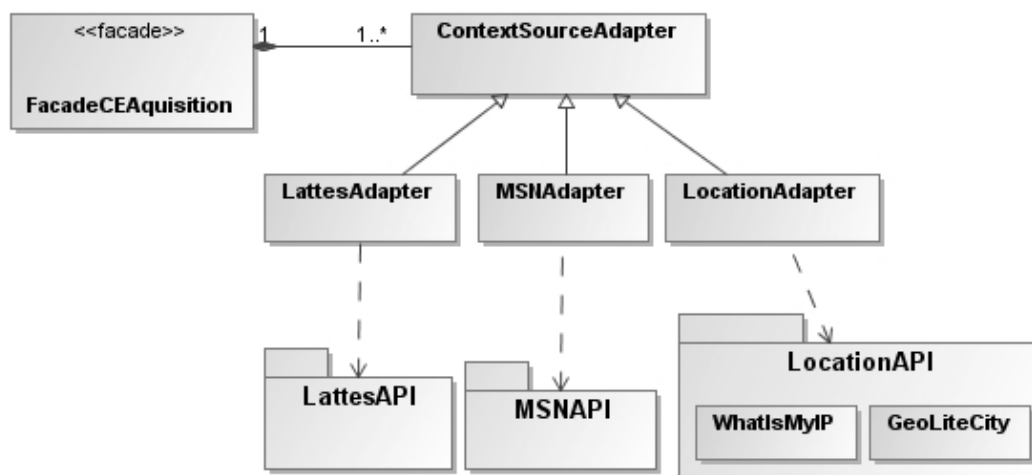 <<facade>>
FacadeCEAquisition
1
1..*
ContextSourceAdapter
LattesAdapter
MSNAdapter
LocationAdapter
LattesAPI
MSNAPI
LocationAPI
WhatIsMyIP
GeoLiteCity